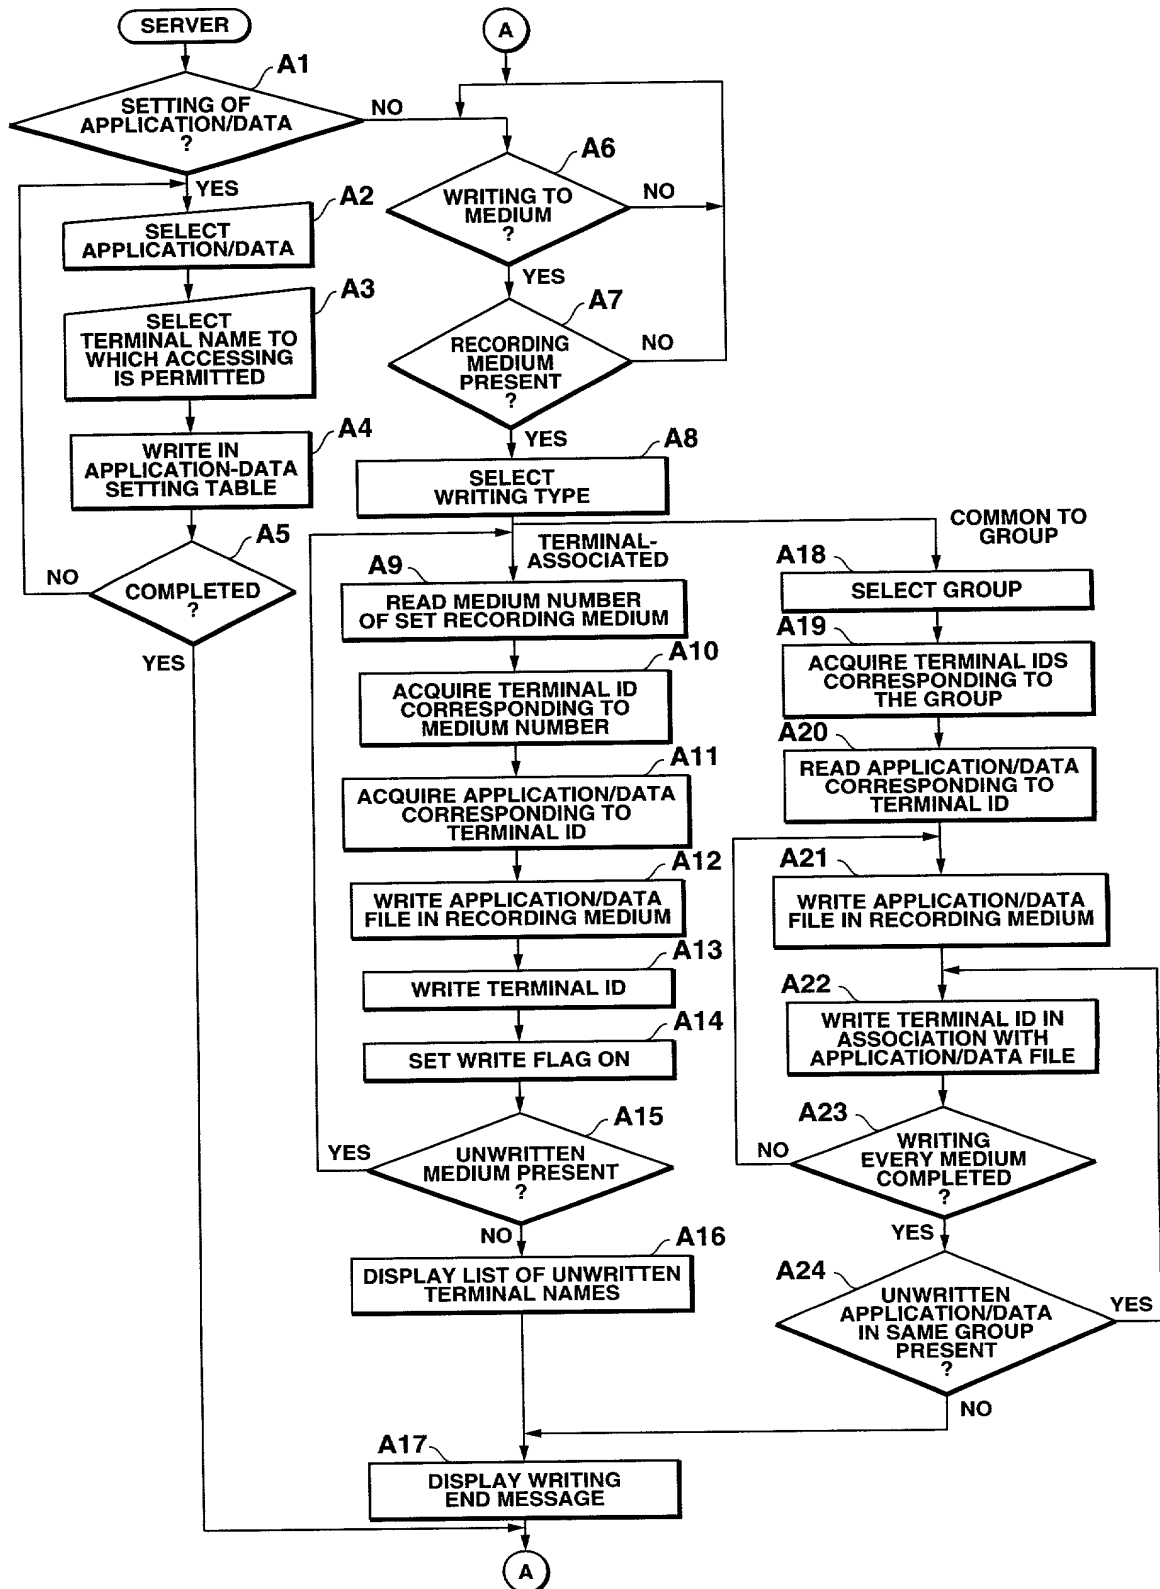 SERVER
A1
SETTING OF
APPLICATION/DATA
?
NO
YES
A2
SELECT
APPLICATION/DATA
A3
SELECT
TERMINAL NAME TO
WHICH ACCESSING
IS PERMITTED
A4
WRITE IN
APPLICATION-DATA
SETTING TABLE
A5
COMPLETED
?
NO
YES
A
A6
WRITING TO
MEDIUM
?
NO
YES
A7
RECORDING
MEDIUM
PRESENT
?
NO
YES
A8
SELECT
WRITING TYPE
TERMINAL-
ASSOCIATED
COMMON TO
GROUP
A9
READ MEDIUM NUMBER
OF SET RECORDING MEDIUM
A10
ACQUIRE TERMINAL ID
CORRESPONDING TO
MEDIUM NUMBER
A11
ACQUIRE APPLICATION/DATA
CORRESPONDING TO
TERMINAL ID
A12
WRITE APPLICATION/DATA
FILE IN RECORDING MEDIUM
A13
WRITE TERMINAL ID
A14
SET WRITE FLAG ON
A15
UNWRITTEN
MEDIUM PRESENT
?
YES
NO
A16
DISPLAY LIST OF UNWRITTEN
TERMINAL NAMES
A18
SELECT GROUP
A19
ACQUIRE TERMINAL IDS
CORRESPONDING TO
THE GROUP
A20
READ APPLICATION/DATA
CORRESPONDING TO
TERMINAL ID
A21
WRITE APPLICATION/DATA
FILE IN RECORDING MEDIUM
A22
WRITE TERMINAL ID IN
ASSOCIATION WITH
APPLICATION/DATA FILE
A23
WRITING
EVERY MEDIUM
COMPLETED
?
NO
YES
A24
UNWRITTEN
APPLICATION/DATA
IN SAME GROUP
PRESENT
?
YES
NO
A17
DISPLAY WRITING
END MESSAGE
A